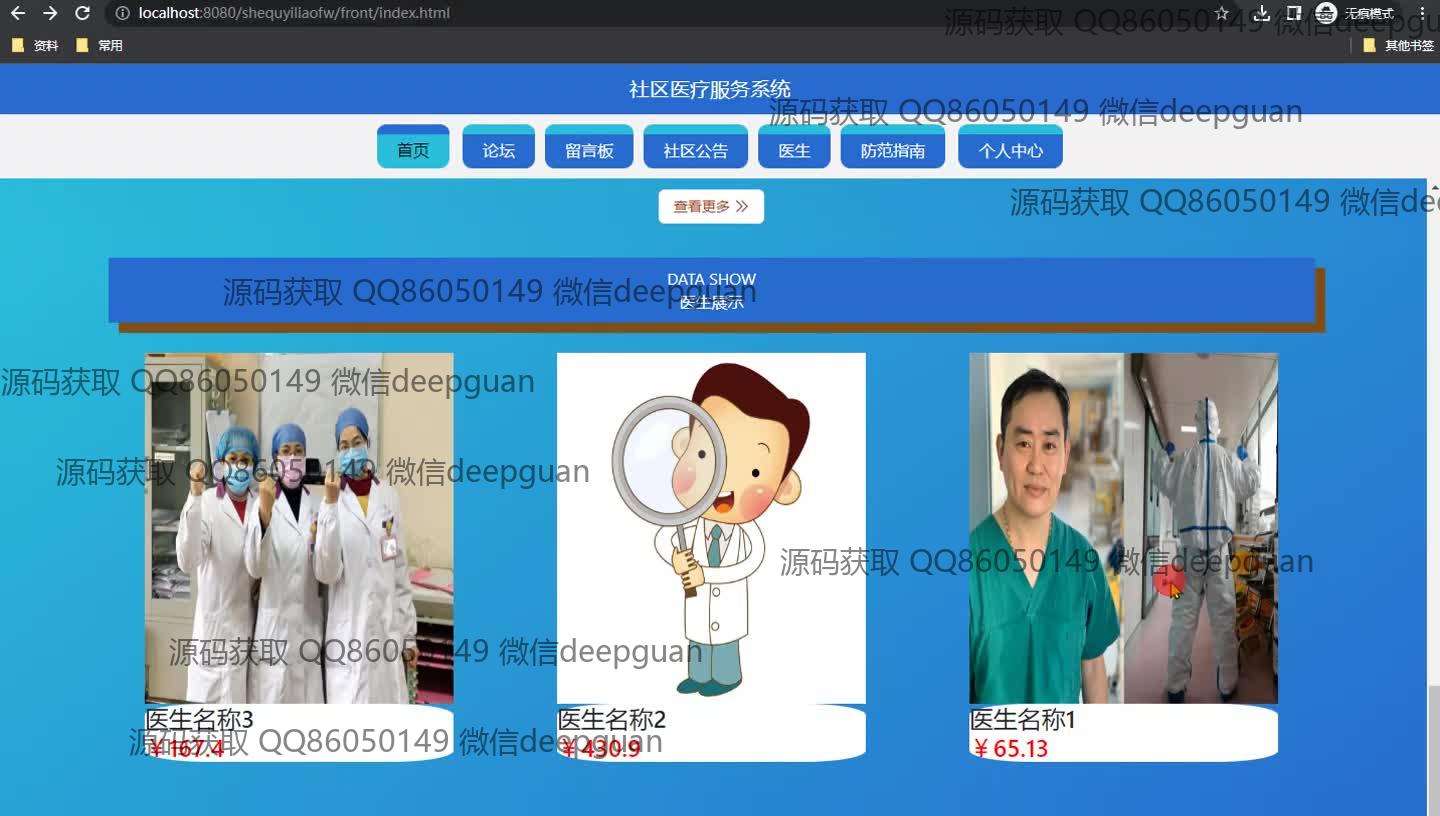 localhost:8080/shequyiliaofw/front/index.html
无痕模式
源码获取 QQ86050149 微信deepgu
资料
常用
其他书签
社区医疗服务系统
源码获取 QQ86050149 微信deepguan
首页
论坛
留言板
社区公告
医生
防范指南
个人中心
查看更多
源码获取 QQ86050149 微信dee
DATA SHOW
医生展示
源码获取 QQ86050149 微信deepguan
源码获取 QQ86050149 微信deepguan
源码获取 QQ86050149 微信deepguan
源码获取 QQ86050149 微信deepguan
源码获取 QQ86050149 微信deepguan
医生名称3
¥167.4
医生名称2
¥430.9
医生名称1
¥65.13
源码获取 QQ86050149 微信deepguan